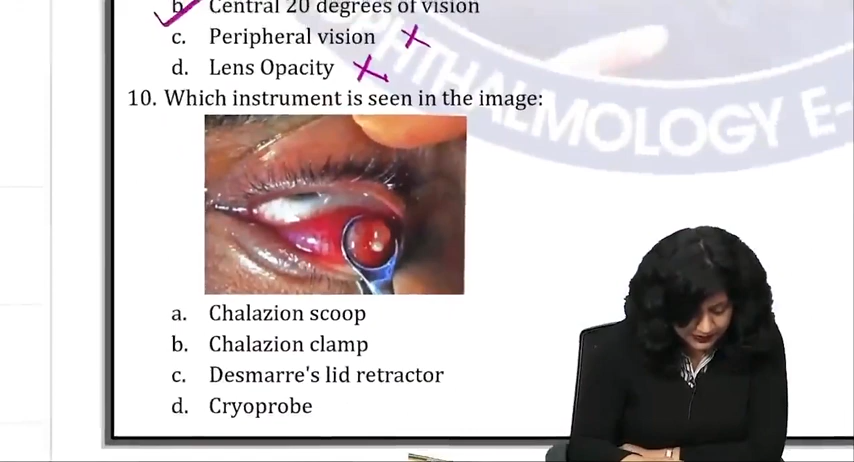 b. Central 20 degrees of vision
c. Peripheral vision
d. Lens Opacity
10. Which instrument is seen in the image:
a. Chalazion scoop
b. Chalazion clamp
c. Desmarre's lid retractor
d. Cryoprobe
OPHTHALMOLOGY E-